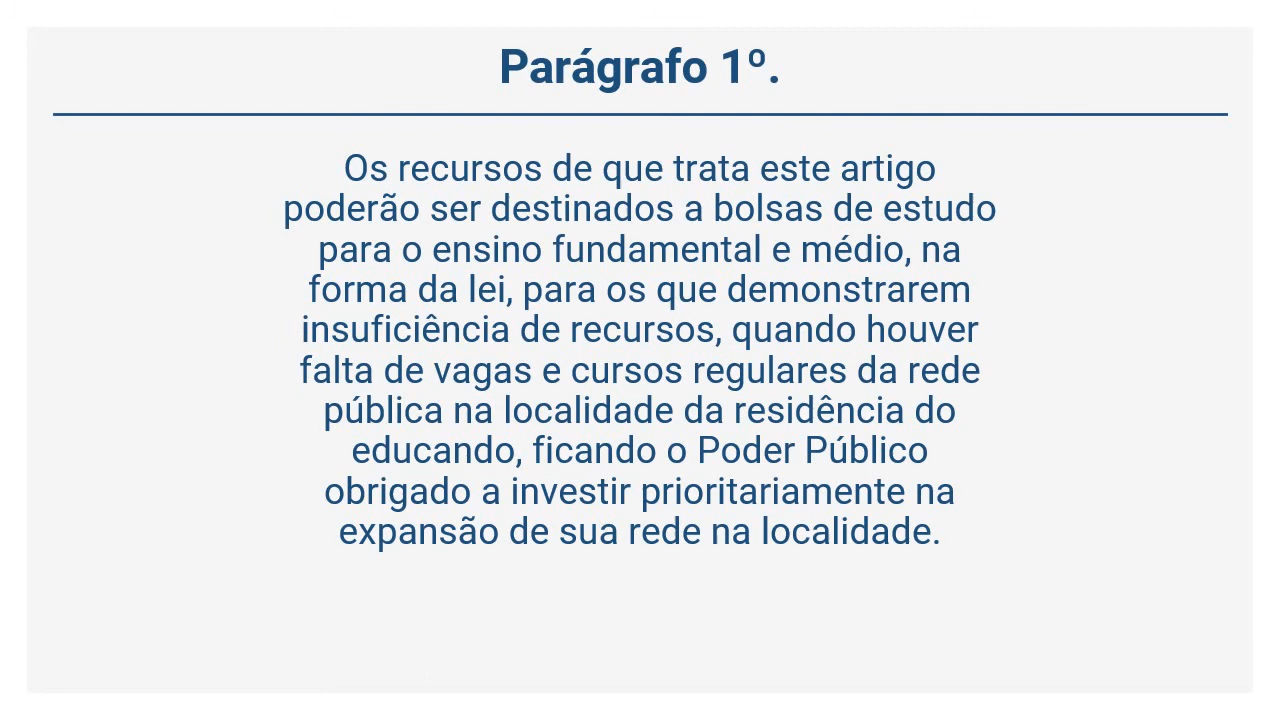 Parágrafo 1º.
Os recursos de que trata este artigo
poderão ser destinados a bolsas de estudo
para o ensino fundamental e médio, na
forma da lei, para os que demonstrarem
insuficiência de recursos, quando houver
falta de vagas e cursos regulares da rede
pública na localidade da residência do
educando, ficando o Poder Público
obrigado a investir prioritariamente na
expansão de sua rede na localidade.